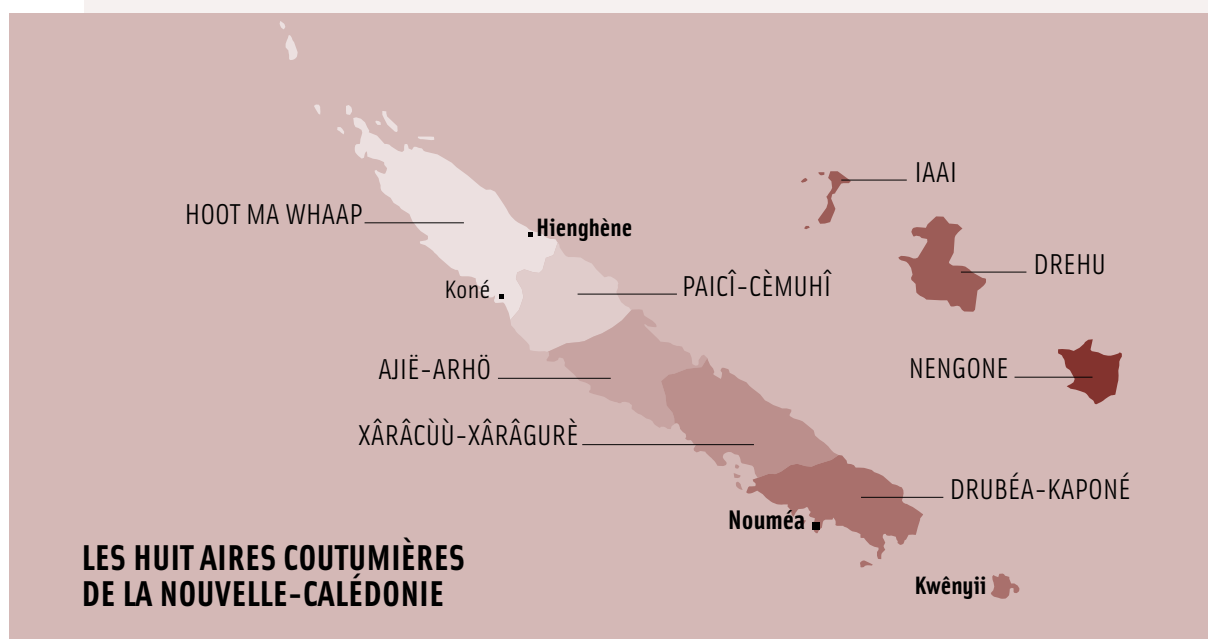 IAAI
HOOT MA WHAAP
Hienghène
DREHU
Koné
PAICÎ-CÈMUHÎ
AJIË-ARHÖ
NENGONE
XÂRÂCÙÙ-XÂRÂGURÈ
DRUBÉA-KAPONÉ
Nouméa
LES HUIT AIRES COUTUMIÈRES
DE LA NOUVELLE-CALÉDONIE
Kwênyii